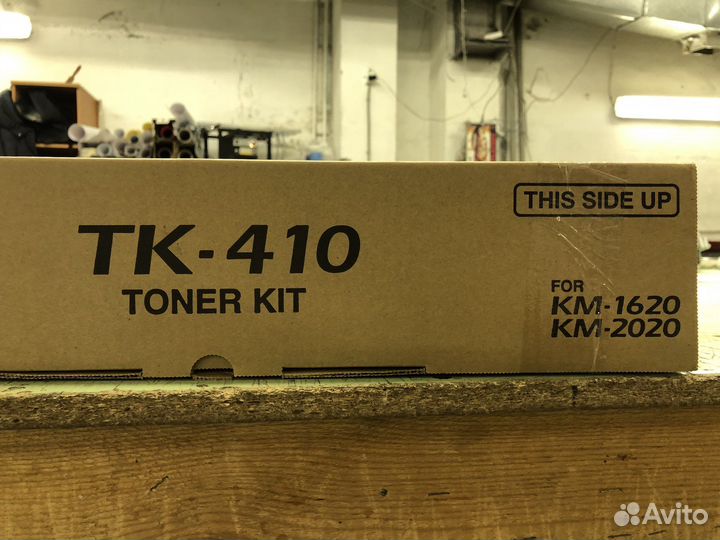 THIS SIDE UP
TK-410
TONER KIT
FOR
KM-1620
KM-2020
Avito